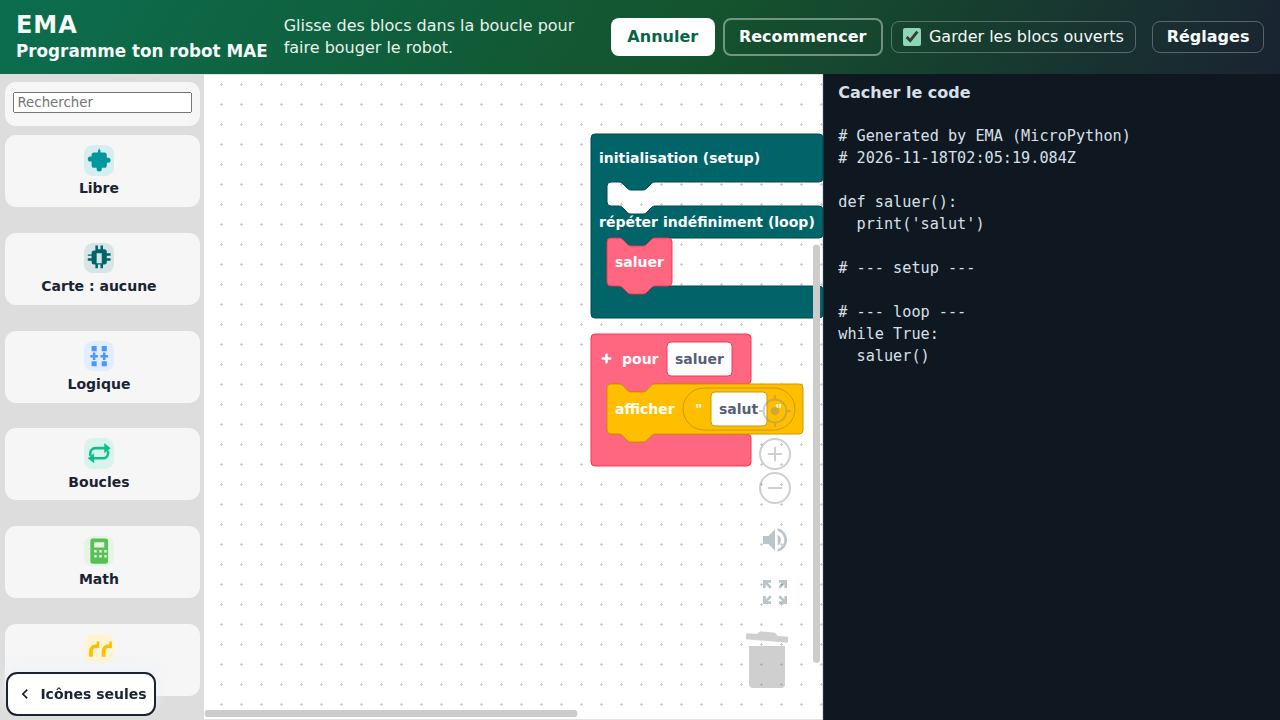 EMA
Programme ton robot MAE
Glisse des blocs dans la boucle pour
faire bouger le robot.
Annuler
Recommencer
Garder les blocs ouverts
Réglages
Rechercher
Libre
Carte : aucune
Logique
Boucles
Math
Icônes seules
initialisation (setup)
répéter indéfiniment (loop)
saluer
+ pour saluer
afficher " salut "
Cacher le code
# Generated by EMA (MicroPython)
# 2026-11-18T02:05:19.084Z
def saluer():
  print('salut')
# --- setup ---
# --- loop ---
while True:
  saluer()